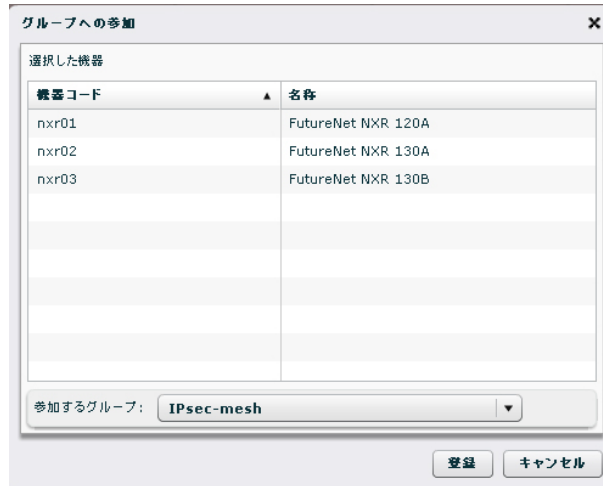 グループへの参加
選択した機器
機器コード 名称
nxr01 FutureNet NXR 120A
nxr02 FutureNet NXR 130A
nxr03 FutureNet NXR 130B
参加するグループ: IPsec-mesh
登録 キャンセル